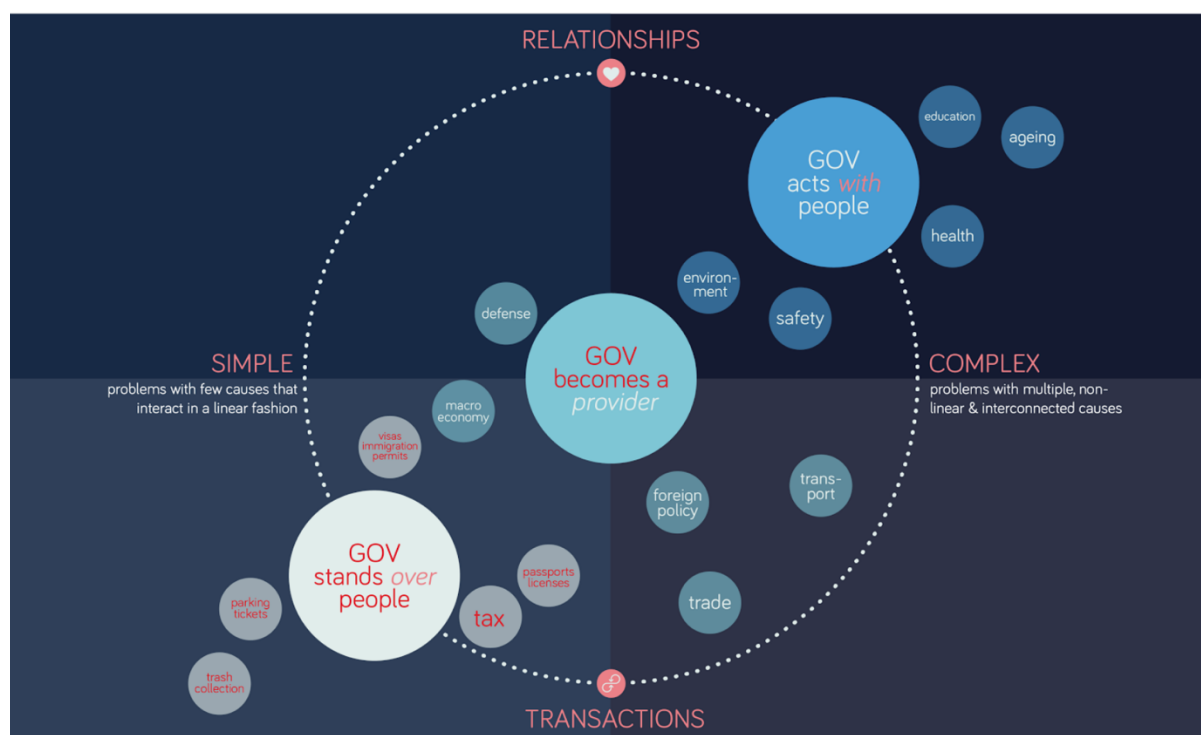 RELATIONSHIPS
education
ageing
GOV
acts with
people
health
environ-
ment
safety
defense
SIMPLE
problems with few causes that
interact in a linear fashion
GOV
becomes a
provider
COMPLEX
problems with multiple, non-
linear & interconnected causes
macro
economy
visas
immigration
permits
foreign
policy
trans-
port
GOV
stands over
people
passports
licenses
parking
tickets
tax
trade
trash
collection
TRANSACTIONS